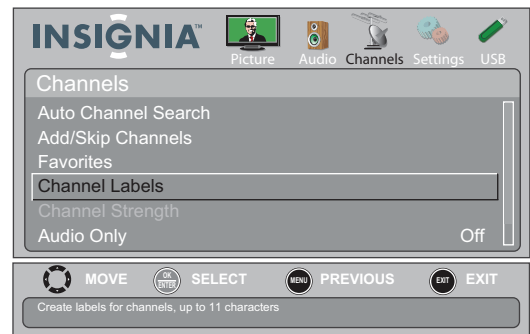 INSIGNIA™
Picture Audio Channels Settings USB
Channels
Auto Channel Search
Add/Skip Channels
Favorites
Channel Labels
Channel Strength
Audio Only Off
MOVE OK ENTER SELECT MENU PREVIOUS EXIT EXIT
Create labels for channels, up to 11 characters